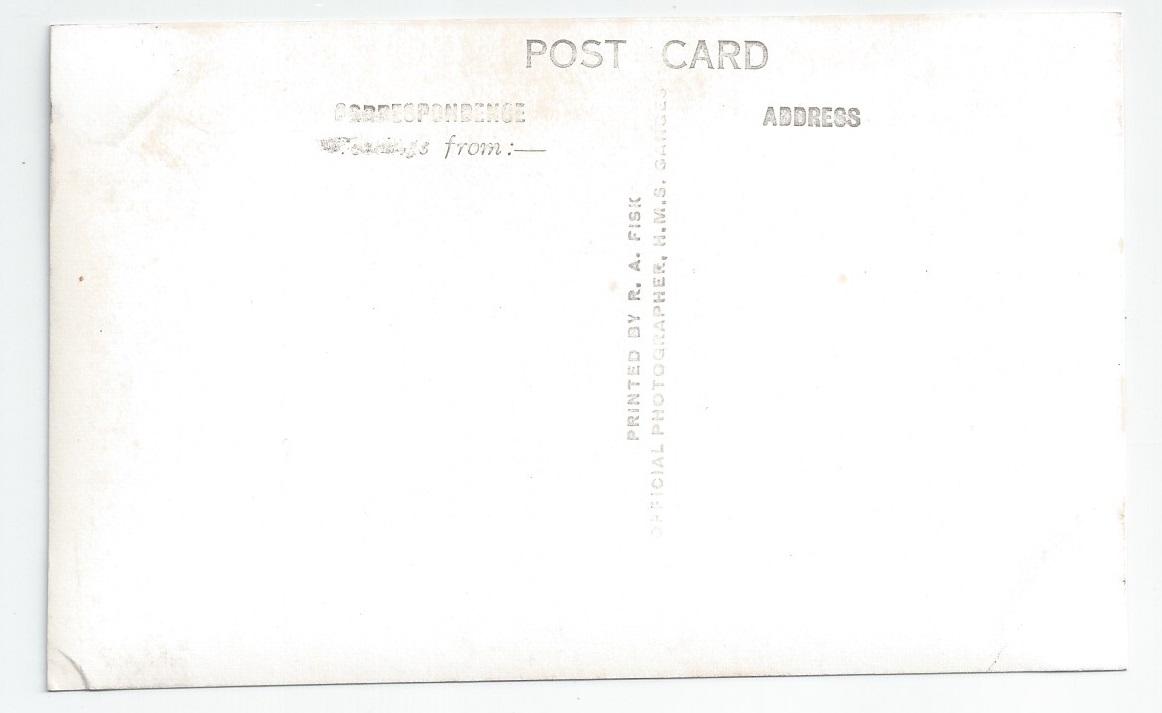 POST CARD
CORRESPONDENCE
ADDRESS
from:—
PRINTED BY R. A. FISK
OFFICIAL PHOTOGRAPHER, H.M.S. GANGES